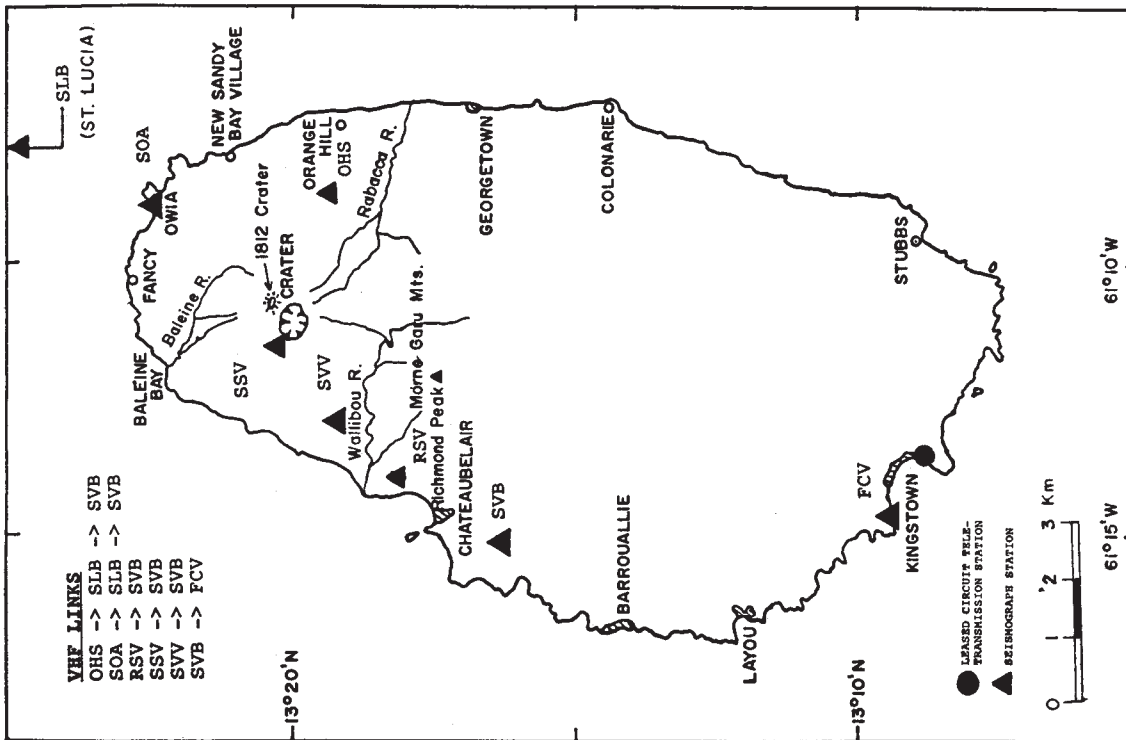 SLB
(ST. LUCIA)
SOA
NEW SANDY
BAY VILLAGE
OWIA
FANCY
ORANGE
HILL
OHS
Rabacca R.
1812 Crater
CRATER
Baleine R.
BALEINE
BAY
SSV
SVV
Wallibou R.
Morne Garu Mts.
Richmond Peak
RSV
CHATEAUBELAIR
SVB
GEORGETOWN
COLONARIE
STUBBS
BARROUALLIE
LAYOU
FCV
KINGSTOWN
VHF LINKS
OHS -> SLB -> SVB
SOA -> SLB -> SVB
RSV -> SVB
SSV -> SVB
SVV -> SVB
SVB -> FCV
13°20'N
13°10'N
61°10'W
61°15'W
LEASED CIRCUIT TELE-
TRANSMISSION STATION
SEISMOGRAPH STATION
0 1 2 3 Km